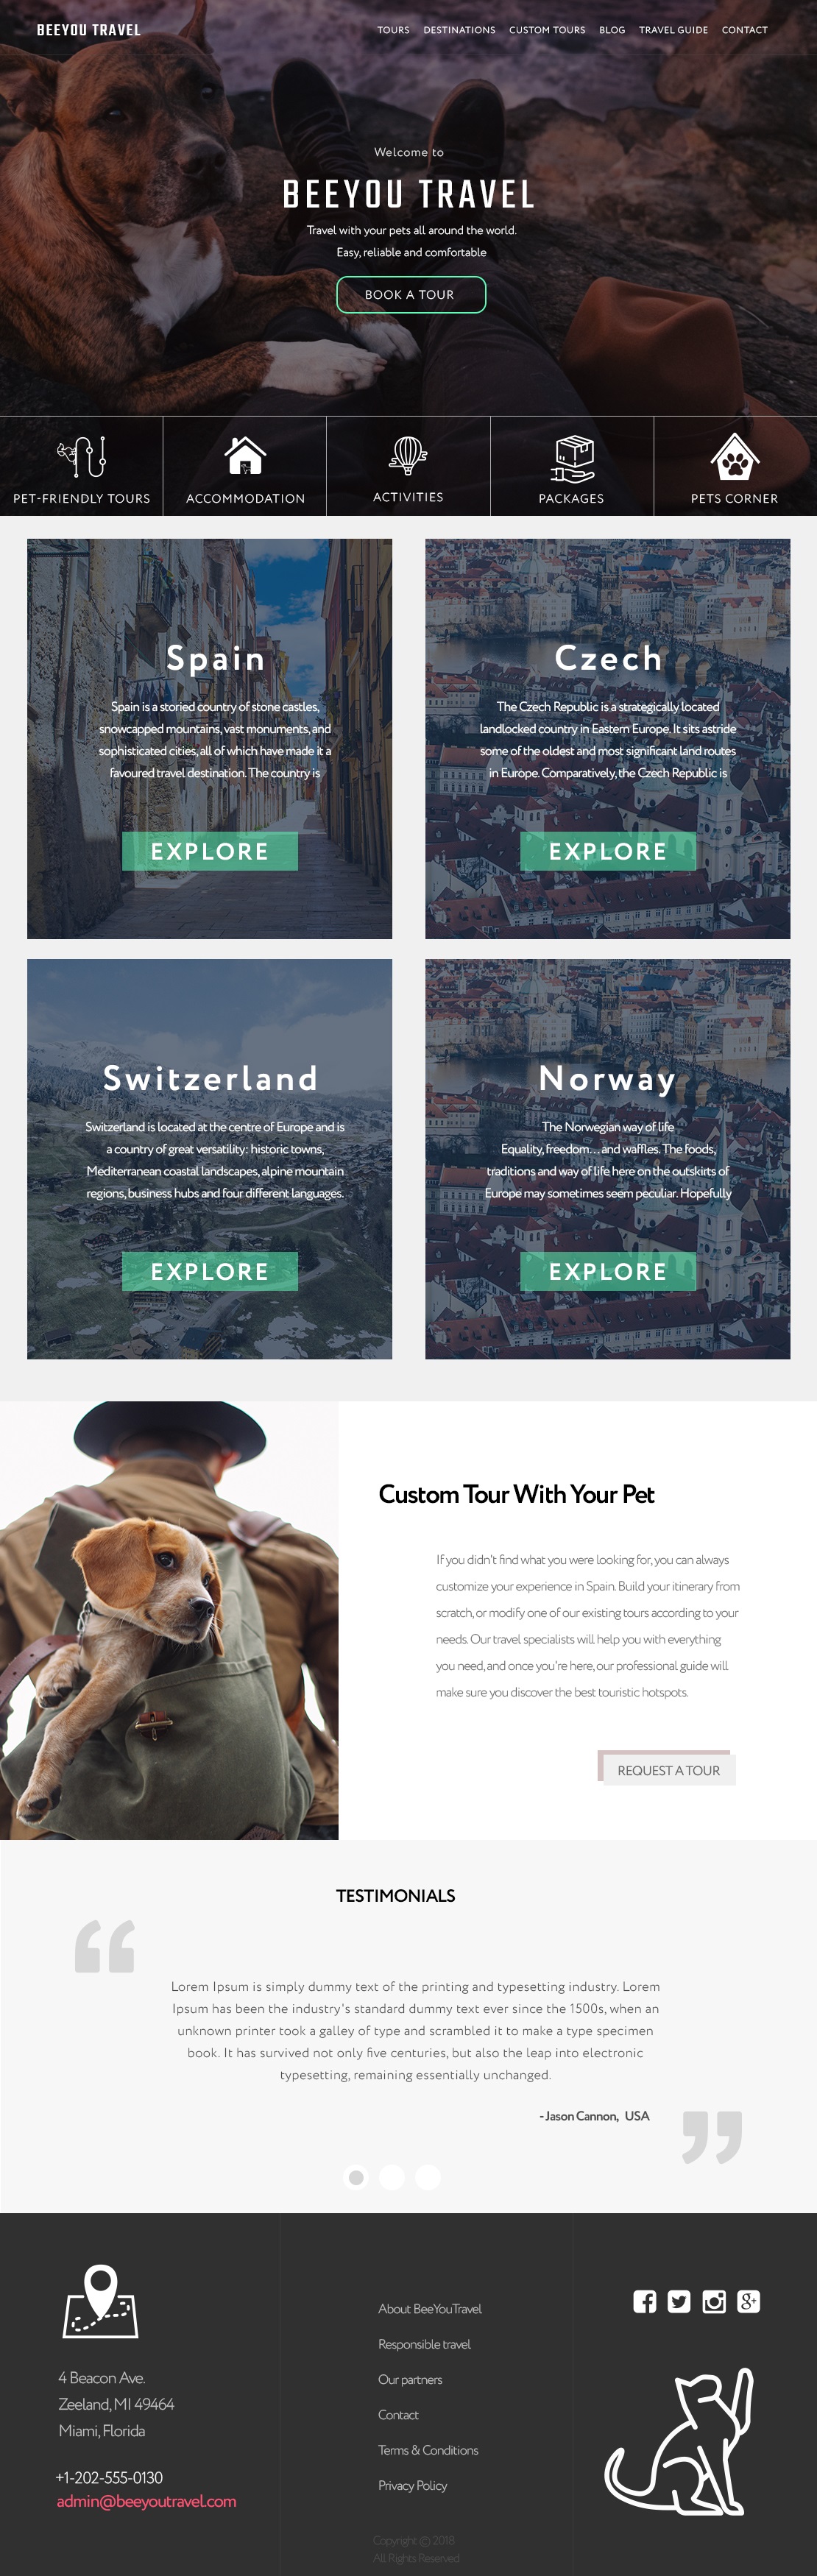 BEEYOU TRAVEL
TOURS DESTINATIONS CUSTOM TOURS BLOG TRAVEL GUIDE CONTACT
Welcome to
BEEYOU TRAVEL
Travel with your pets all around the world.
Easy, reliable and comfortable
BOOK A TOUR
PET-FRIENDLY TOURS
ACCOMMODATION
ACTIVITIES
PACKAGES
PETS CORNER
Spain
Spain is a storied country of stone castles,
snowcapped mountains, vast monuments, and
sophisticated cities, all of which have made it a
favoured travel destination. The country is
EXPLORE
Czech
The Czech Republic is a strategically located
landlocked country in Eastern Europe. It sits astride
some of the oldest and most significant land routes
in Europe. Comparatively, the Czech Republic is
EXPLORE
Switzerland
Switzerland is located at the centre of Europe and is
a country of great versatility: historic towns,
Mediterranean coastal landscapes, alpine mountain
regions, business hubs and four different languages.
EXPLORE
Norway
The Norwegian way of life
Equality, freedom… and waffles. The foods,
traditions and way of life here on the outskirts of
Europe may sometimes seem peculiar. Hopefully
EXPLORE
Custom Tour With Your Pet
If you didn't find what you were looking for, you can always
customize your experience in Spain. Build your itinerary from
scratch, or modify one of our existing tours according to your
needs. Our travel specialists will help you with everything
you need, and once you're here, our professional guide will
make sure you discover the best touristic hotspots.
REQUEST A TOUR
TESTIMONIALS
Lorem Ipsum is simply dummy text of the printing and typesetting industry. Lorem
Ipsum has been the industry's standard dummy text ever since the 1500s, when an
unknown printer took a galley of type and scrambled it to make a type specimen
book. It has survived not only five centuries, but also the leap into electronic
typesetting, remaining essentially unchanged.
- Jason Cannon, USA
4 Beacon Ave.
Zeeland, MI 49464
Miami, Florida
+1-202-555-0130
admin@beeyoutravel.com
About BeeYouTravel
Responsible travel
Our partners
Contact
Terms & Conditions
Privacy Policy
Copyright © 2018
All Rights Reserved